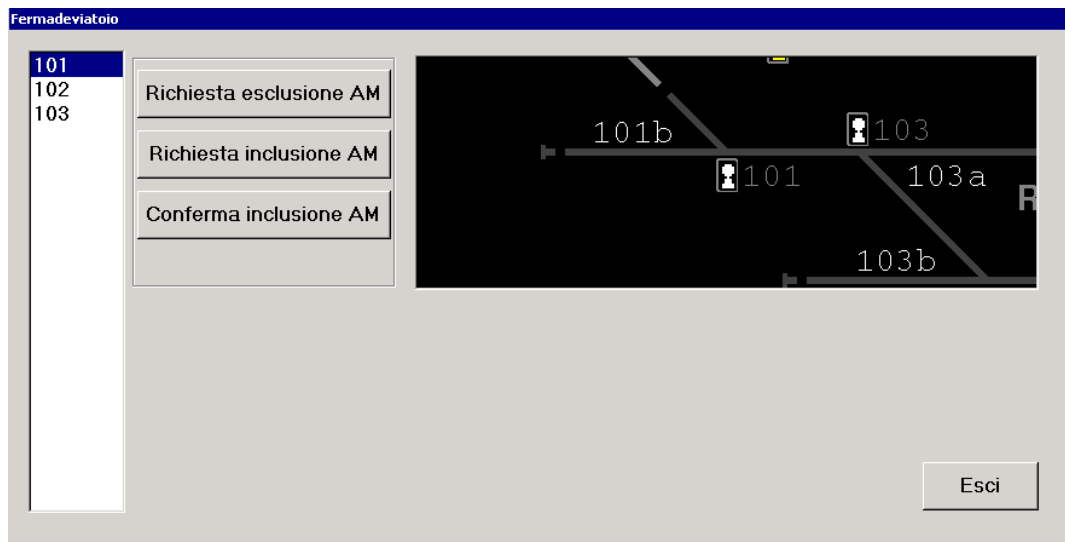 Fermadeviatoio
101
102
103
Richiesta esclusione AM
Richiesta inclusione AM
Conferma inclusione AM
101b
103
101
103a
R
103b
Esci